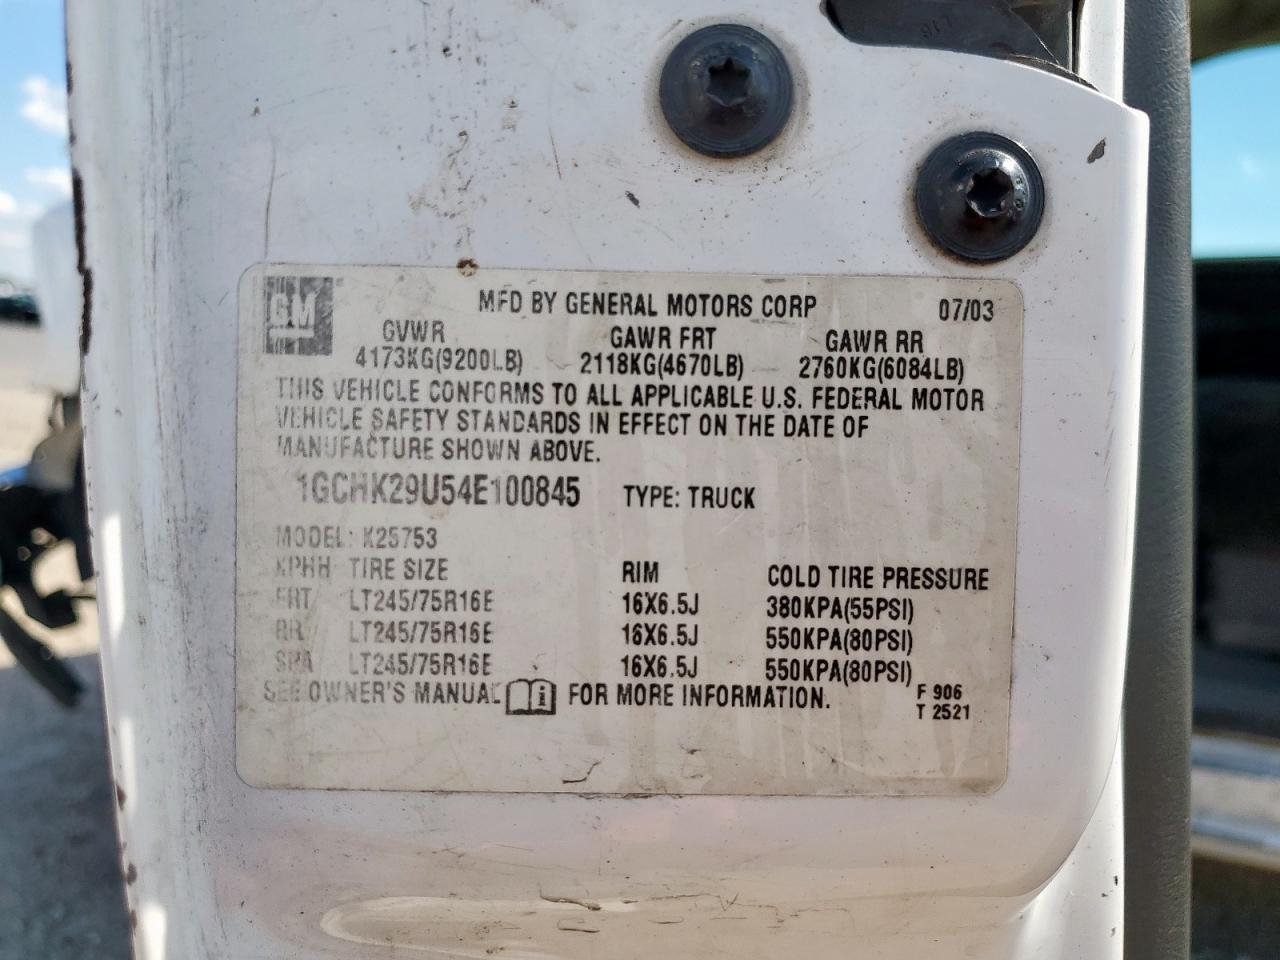 GM
MFD BY GENERAL MOTORS CORP 07/03
GVWR GAWR FRT GAWR RR
4173KG(9200LB) 2118KG(4670LB) 2760KG(6084LB)
THIS VEHICLE CONFORMS TO ALL APPLICABLE U.S. FEDERAL MOTOR
VEHICLE SAFETY STANDARDS IN EFFECT ON THE DATE OF
MANUFACTURE SHOWN ABOVE.
1GCHK29U54E100845 TYPE: TRUCK
MODEL: K25753
XPHH TIRE SIZE RIM COLD TIRE PRESSURE
FRT LT245/75R16E 16X6.5J 380KPA(55PSI)
RR LT245/75R16E 16X6.5J 550KPA(80PSI)
SPA LT245/75R16E 16X6.5J 550KPA(80PSI)
SEE OWNER'S MANUAL FOR MORE INFORMATION.
F 906
T 2521